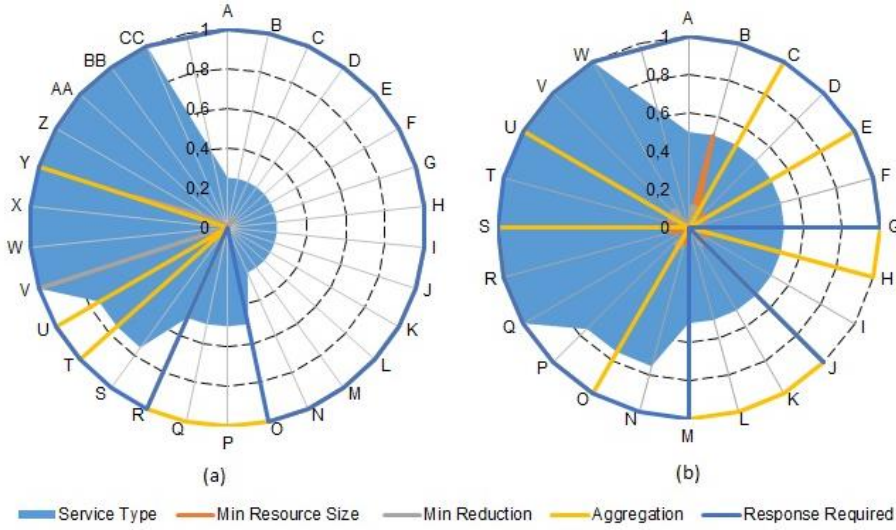 A
B
C
D
E
F
G
H
I
J
K
L
M
N
O
P
Q
R
S
T
U
V
W
X
Y
Z
AA
BB
CC
1
0,8
0,6
0,4
0,2
0
(a)
A
B
C
D
E
F
G
H
I
J
K
L
M
N
O
P
Q
R
S
T
U
V
W
1
0,8
0,6
0,4
0,2
0
(b)
Service Type Min Resource Size Min Reduction Aggregation Response Required